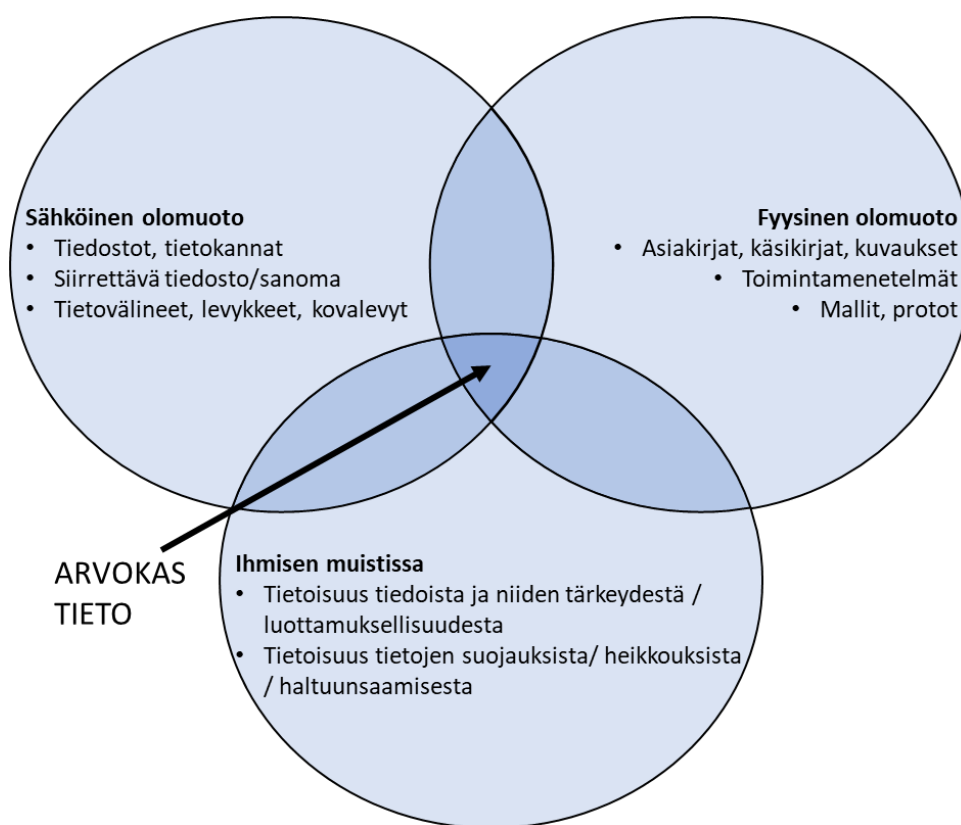 Sähköinen olomuoto
• Tiedostot, tietokannat
• Siirrettävä tiedosto/sanoma
• Tietovälineet, levykkeet, kovalevyt
Fyysinen olomuoto
• Asiakirjat, käsikirjat, kuvaukset
• Toimintamenetelmät
• Mallit, protot
ARVOKAS
TIETO
Ihmisen muistissa
• Tietoisuus tiedoista ja niiden tärkeydestä /
luottamuksellisuudesta
• Tietoisuus tietojen suojauksista/ heikkouksista
/ haltuunsaamisesta